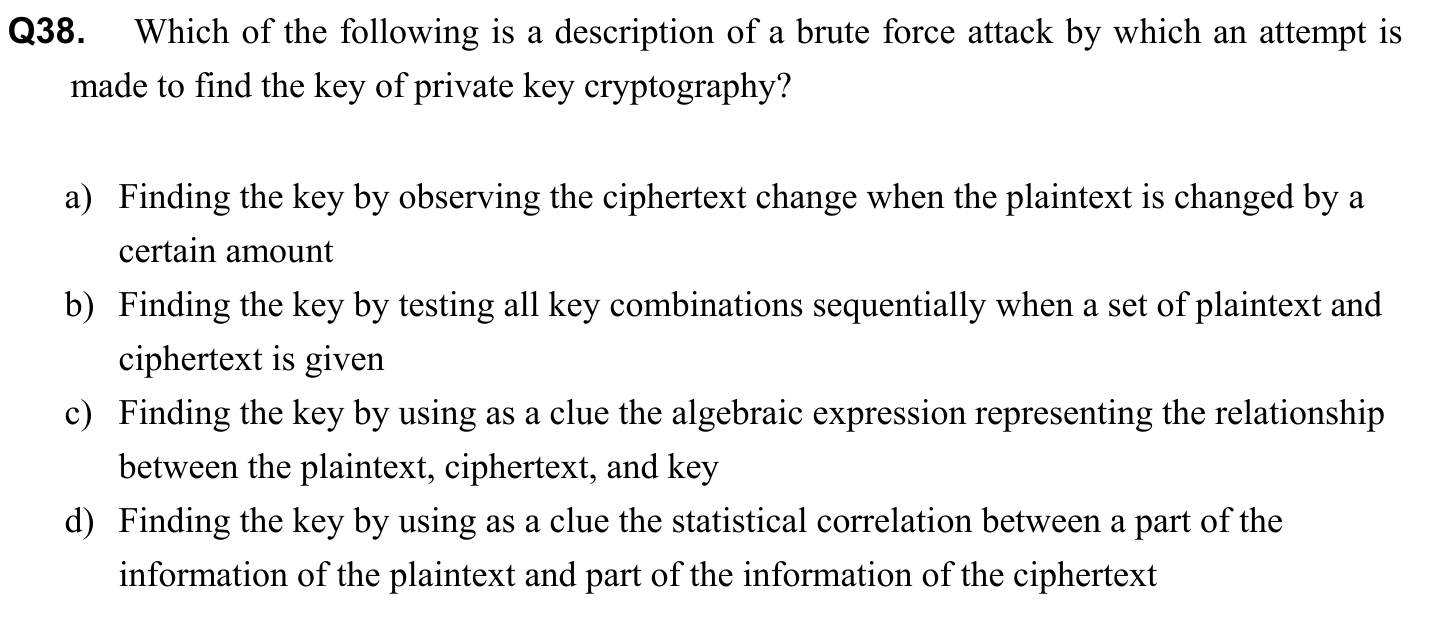 Q38. Which of the following is a description of a brute force attack by which an attempt is
made to find the key of private key cryptography?
a) Finding the key by observing the ciphertext change when the plaintext is changed by a
certain amount
b) Finding the key by testing all key combinations sequentially when a set of plaintext and
ciphertext is given
c) Finding the key by using as a clue the algebraic expression representing the relationship
between the plaintext, ciphertext, and key
d) Finding the key by using as a clue the statistical correlation between a part of the
information of the plaintext and part of the information of the ciphertext